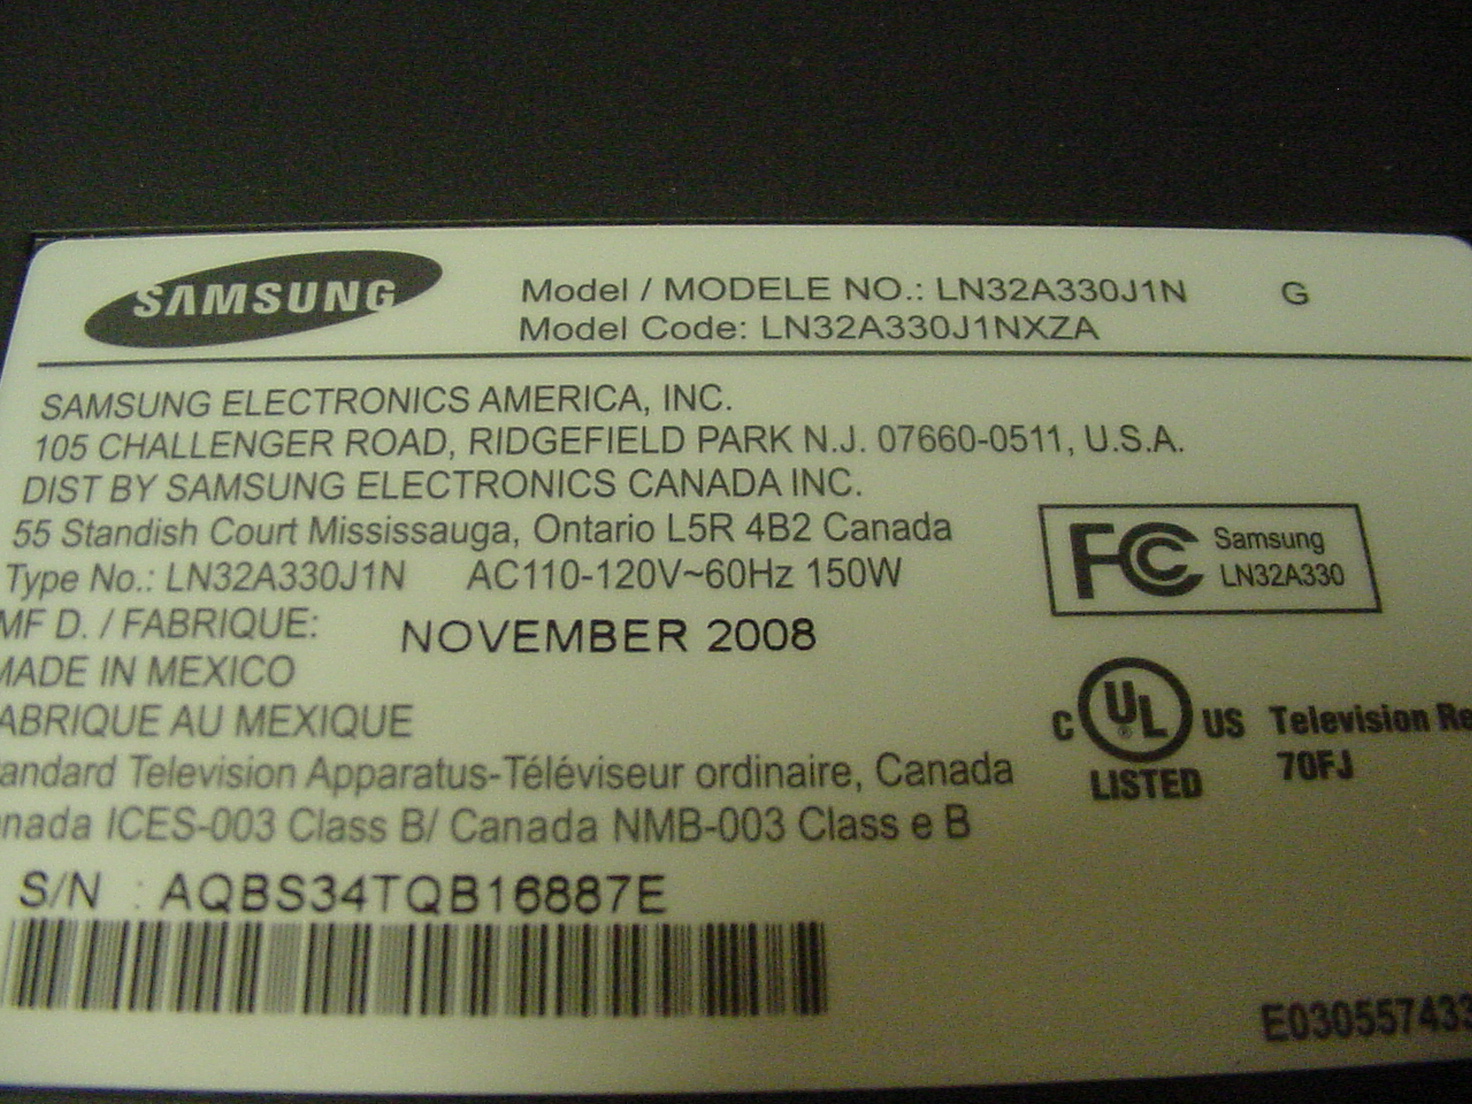 SAMSUNG
Model / MODELE NO.: LN32A330J1N G
Model Code: LN32A330J1NXZA
SAMSUNG ELECTRONICS AMERICA, INC.
105 CHALLENGER ROAD, RIDGEFIELD PARK N.J. 07660-0511, U.S.A.
DIST BY SAMSUNG ELECTRONICS CANADA INC.
55 Standish Court Mississauga, Ontario L5R 4B2 Canada
Type No.: LN32A330J1N AC110-120V~60Hz 150W
MF D. / FABRIQUE: NOVEMBER 2008
MADE IN MEXICO
ABRIQUE AU MEXIQUE
andard Television Apparatus-Téléviseur ordinaire, Canada
nada ICES-003 Class B/ Canada NMB-003 Class e B
S/N : AQBS34TQB16887E
FC Samsung
LN32A330
C UL ® US Television Re
LISTED 70FJ
E030557433